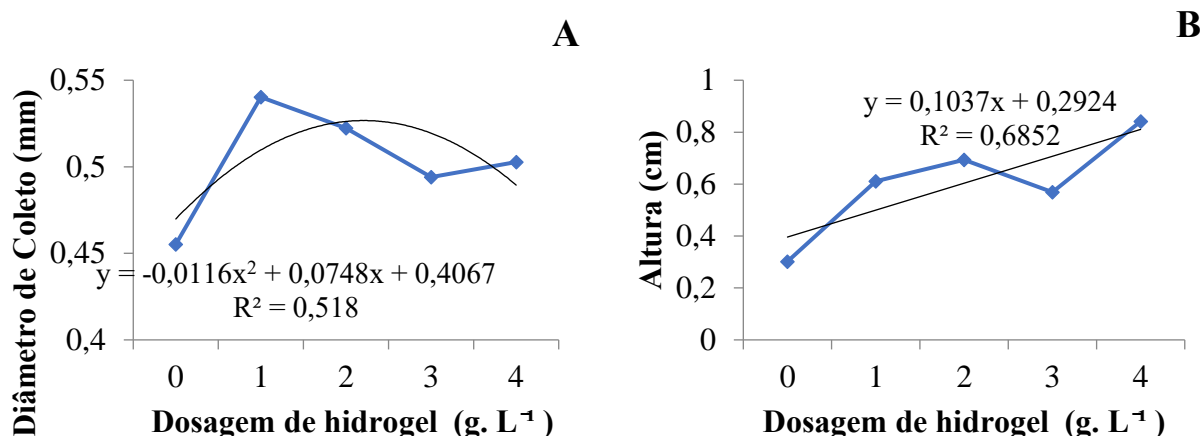 A
Diâmetro de Coleto (mm)
0,55
0,5
0,45
0,4
y = -0,0116x² + 0,0748x + 0,4067
R² = 0,518
0 1 2 3 4
Dosagem de hidrogel (g. L⁻¹ )
B
Altura (cm)
1
0,8
0,6
0,4
0,2
0
y = 0,1037x + 0,2924
R² = 0,6852
0 1 2 3 4
Dosagem de hidrogel (g. L⁻¹ )